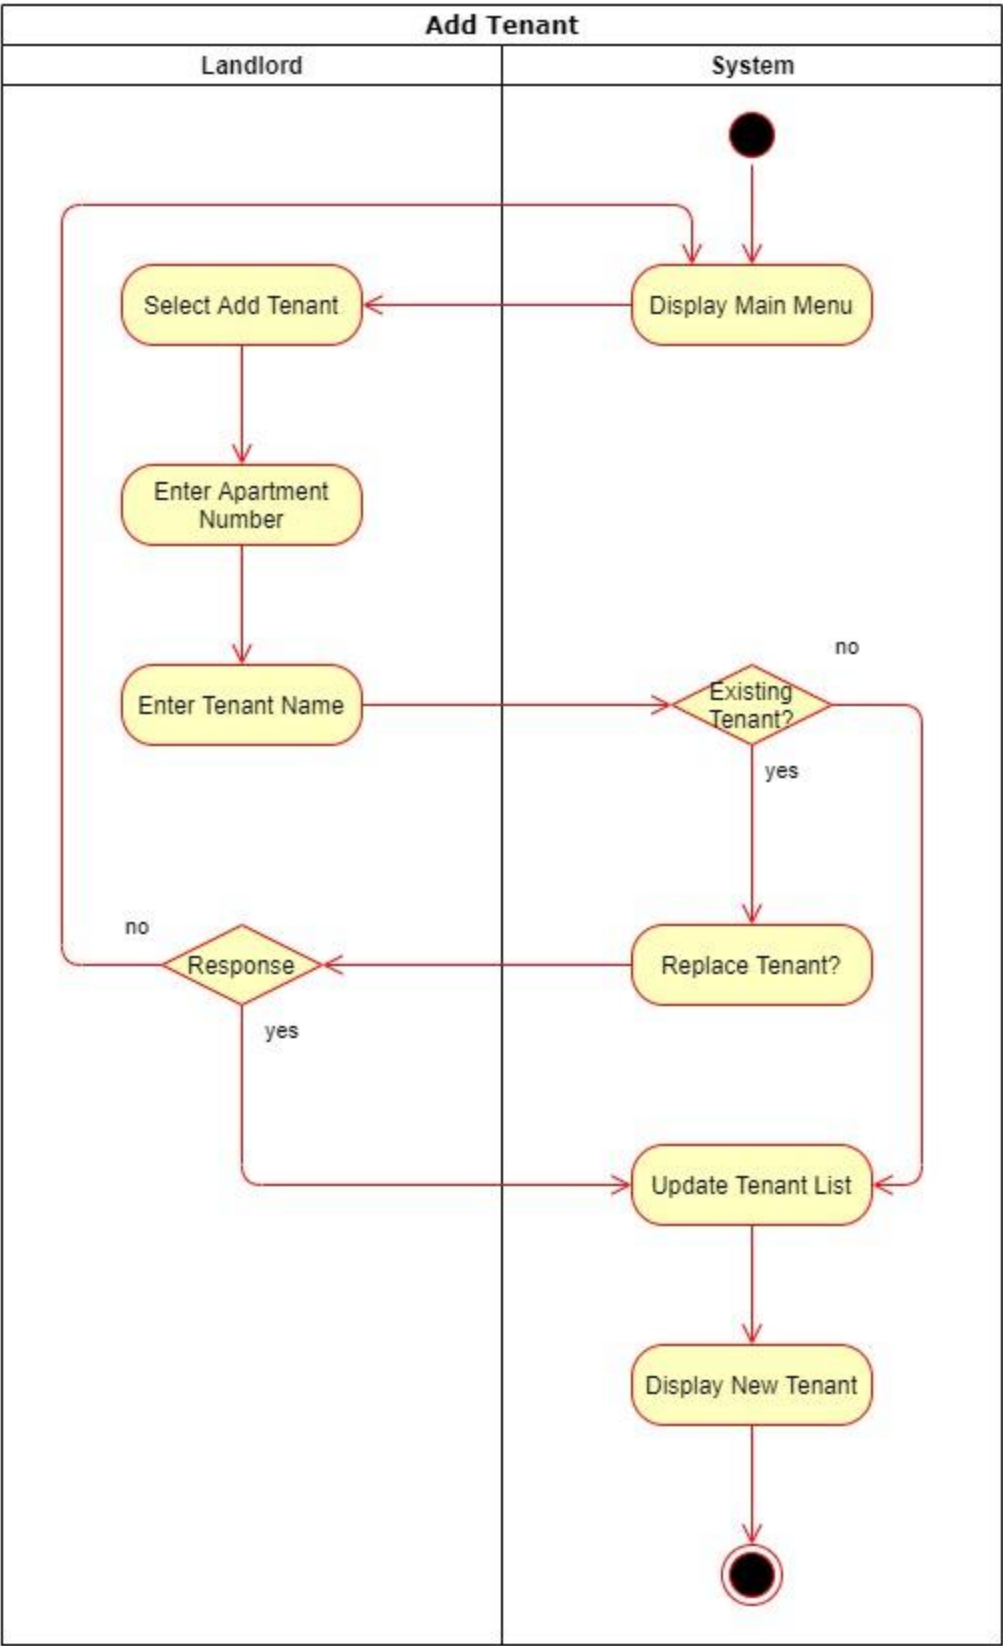 Add Tenant
Landlord
System
Select Add Tenant
Display Main Menu
Enter Apartment
Number
no
Enter Tenant Name
Existing
Tenant?
yes
no
Response
Replace Tenant?
yes
Update Tenant List
Display New Tenant